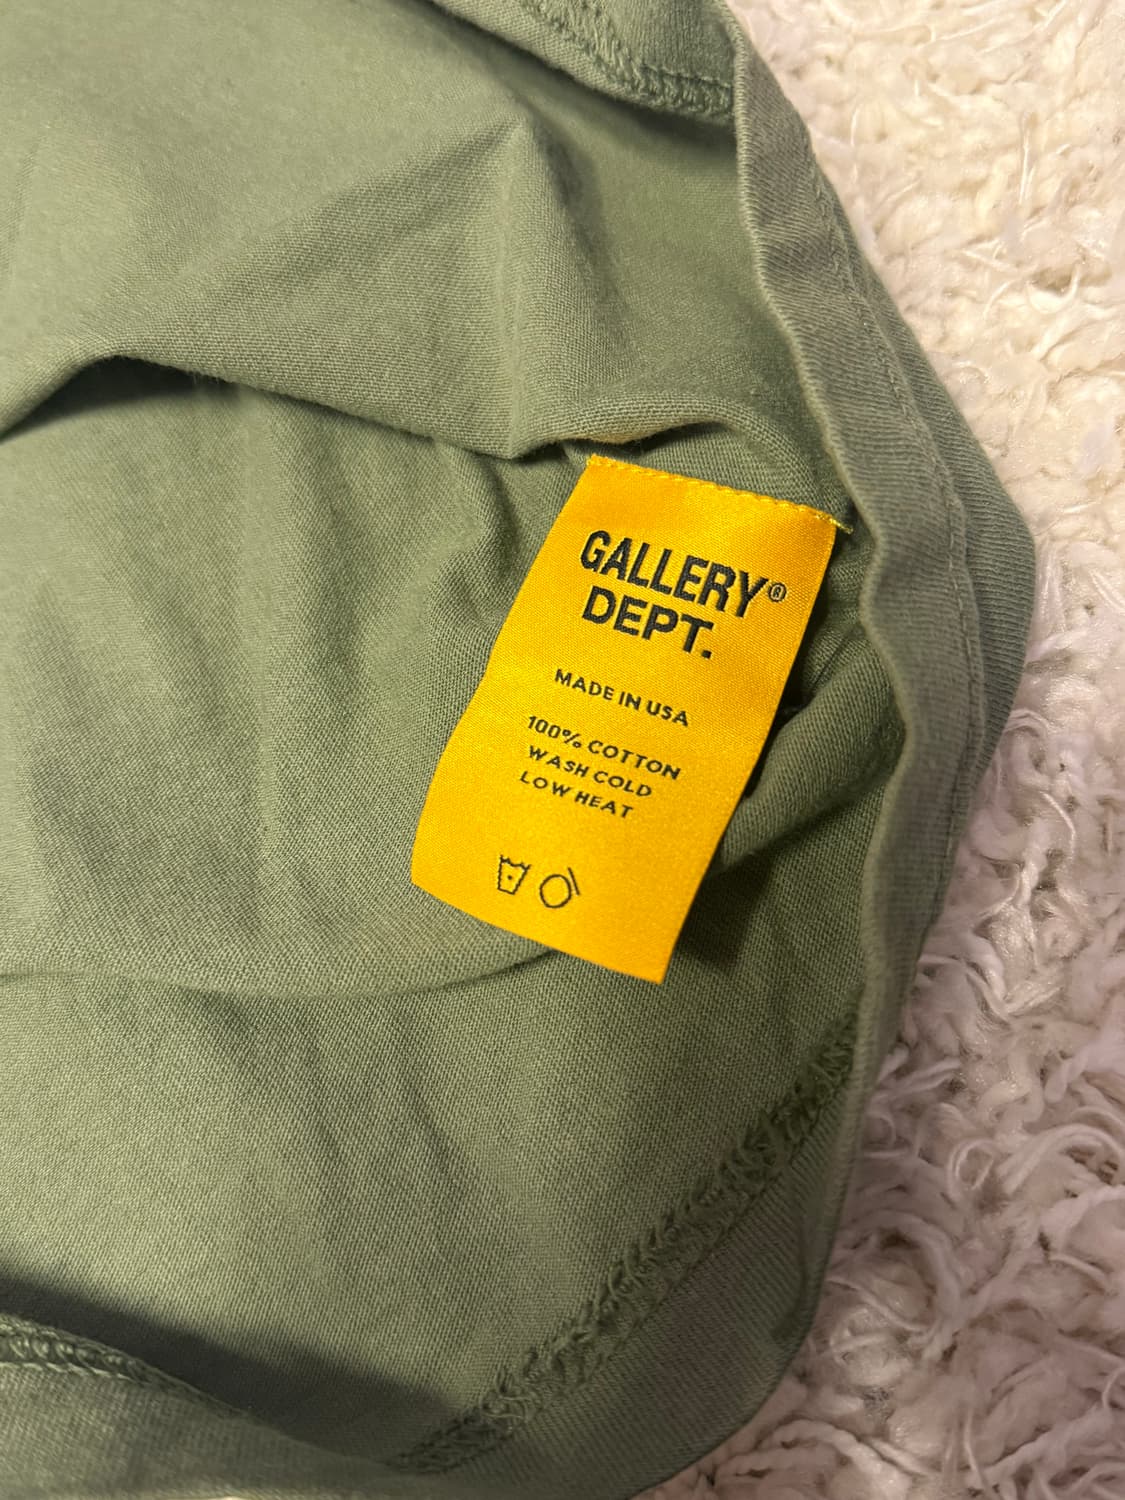 GALLERY®
DEPT.
MADE IN USA
100% COTTON
WASH COLD
LOW HEAT